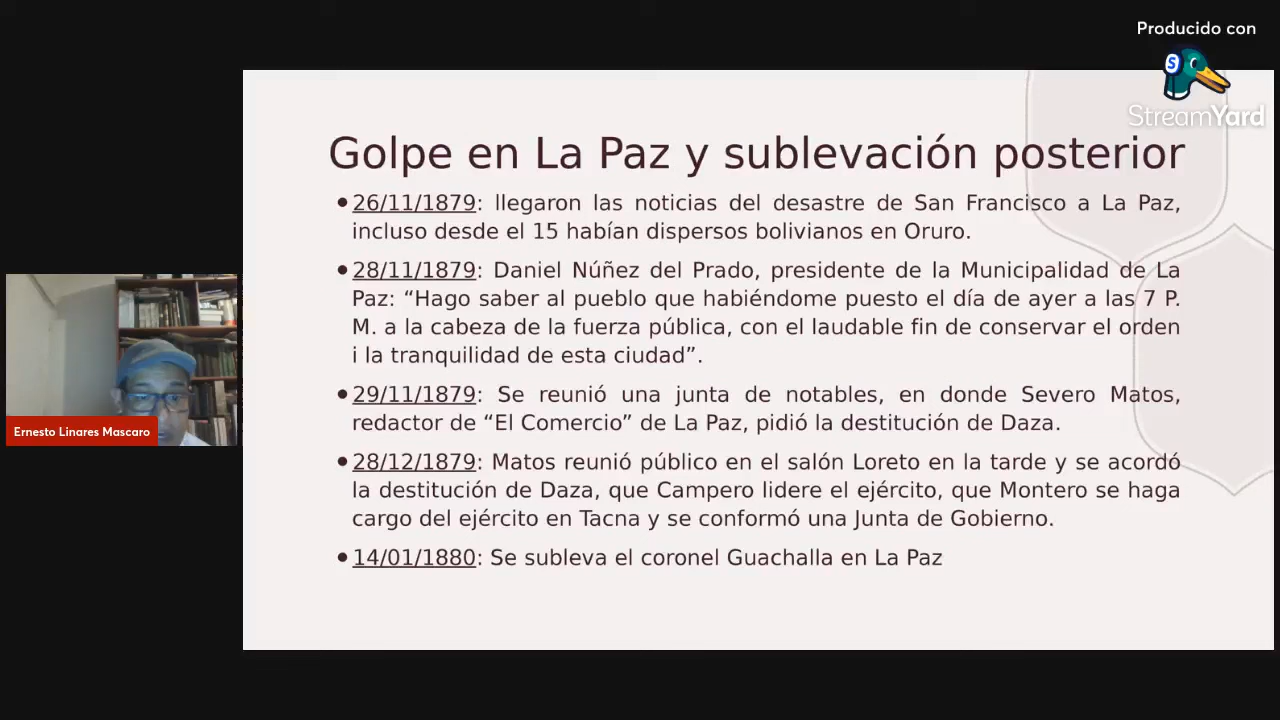 Producido con
StreamYard
Golpe en La Paz y sublevación posterior
•26/11/1879: llegaron las noticias del desastre de San Francisco a La Paz,
incluso desde el 15 habían dispersos bolivianos en Oruro.
•28/11/1879: Daniel Núñez del Prado, presidente de la Municipalidad de La
Paz: “Hago saber al pueblo que habiéndome puesto el día de ayer a las 7 P.
M. a la cabeza de la fuerza pública, con el laudable fin de conservar el orden
i la tranquilidad de esta ciudad”.
•29/11/1879: Se reunió una junta de notables, en donde Severo Matos,
redactor de “El Comercio” de La Paz, pidió la destitución de Daza.
•28/12/1879: Matos reunió público en el salón Loreto en la tarde y se acordó
la destitución de Daza, que Campero lidere el ejército, que Montero se haga
cargo del ejército en Tacna y se conformó una Junta de Gobierno.
•14/01/1880: Se subleva el coronel Guachalla en La Paz
Ernesto Linares Mascaro